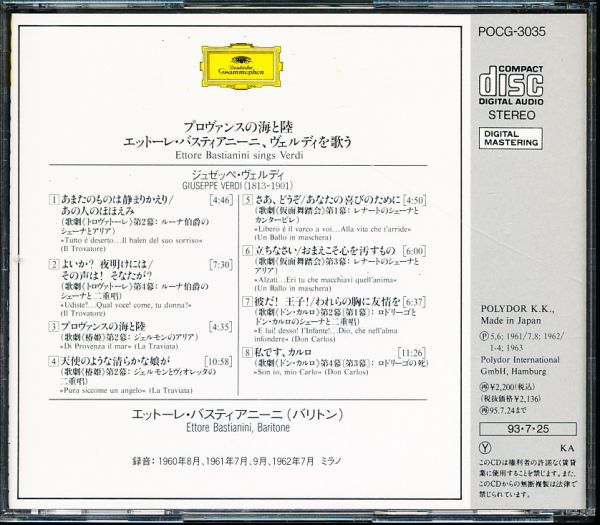 Deutsche
Grammophon
プロヴァンスの海と陸
エットーレ・バスティアニーニ、ヴェルディを歌う
Ettore Bastianini sings Verdi
ジュゼッペ・ヴェルディ
GIUSEPPE VERDI (1813-1901)
1 あまたのものは静まりかえり/ [4:46]
あの人のほほえみ
(歌劇《トロヴァトーレ》第2幕：ルーナ伯爵の
シェーナとアリア)
»Tutto è deserto...Il balen del suo sorriso«
(Il Trovatore)
2 よいか？ 夜明けには/ [7:30]
その声は！ そなたが？
(歌劇《トロヴァトーレ》第4幕：ルーナ伯爵
のシェーナと二重唱)
»Udiste?...Qual voce! come, tu donna?«
(Il Trovatore)
3 プロヴァンスの海と陸 [4:35]
(歌劇《椿姫》第2幕：ジェルモンのアリア)
»Di Provenza il mar« (La Traviata)
4 天使のような清らかな娘が [10:58]
(歌劇《椿姫》第2幕：ジェルモンとヴィオレッタの
二重唱)
»Pura siccome un angelo« (La Traviata)
5 さあ、どうぞ/あなたの喜びのために [4:50]
(歌劇《仮面舞踏会》第1幕：レナートのシェーナと
カンタービレ)
»Libero è il varco a voi...Alla vita che t'arride«
(Un Ballo in maschera)
6 立ちなさい/おまえこそ心を汚すもの [6:00]
(歌劇《仮面舞踏会》第3幕：レナートのシェーナと
アリア)
»Alzati...Eri tu che macchiavi quell'anima«
(Un Ballo in maschera)
7 彼だ！ 王子！/われらの胸に友情を [6:37]
(歌劇《ドン・カルロ》第2幕［第1幕］：ロドリーゴと
ドン・カルロのシェーナと二重唱)
»E lui! desso! l'Infante!...Dio, che nell'alma
infondere« (Don Carlos)
8 私です、カルロ [11:26]
(歌劇《ドン・カルロ》第4幕［第3幕］：ロドリーゴの死)
»Son io, mio Carlo« (Don Carlos)
エットーレ・バスティアニーニ(バリトン)
Ettore Bastianini, Baritone
録音：1960年8月、1961年7月、9月、1962年7月 ミラノ
POCG-3035
COMPACT
disc
DIGITAL AUDIO
STEREO
DIGITAL
MASTERING
POLYDOR K.K.,
Made in Japan
Ⓟ 5,6; 1961/7,8; 1962/
1-4; 1963
Polydor International
GmbH, Hamburg
¥2,200(税込)
(税抜価格¥2,136)
95.7.24まで
93・7・25
Ⓨ KA
このCDは権利者の許諾なく賃貸
業に使用することを禁じます。また、
このCDからの無断複製は法律で
禁じられています。